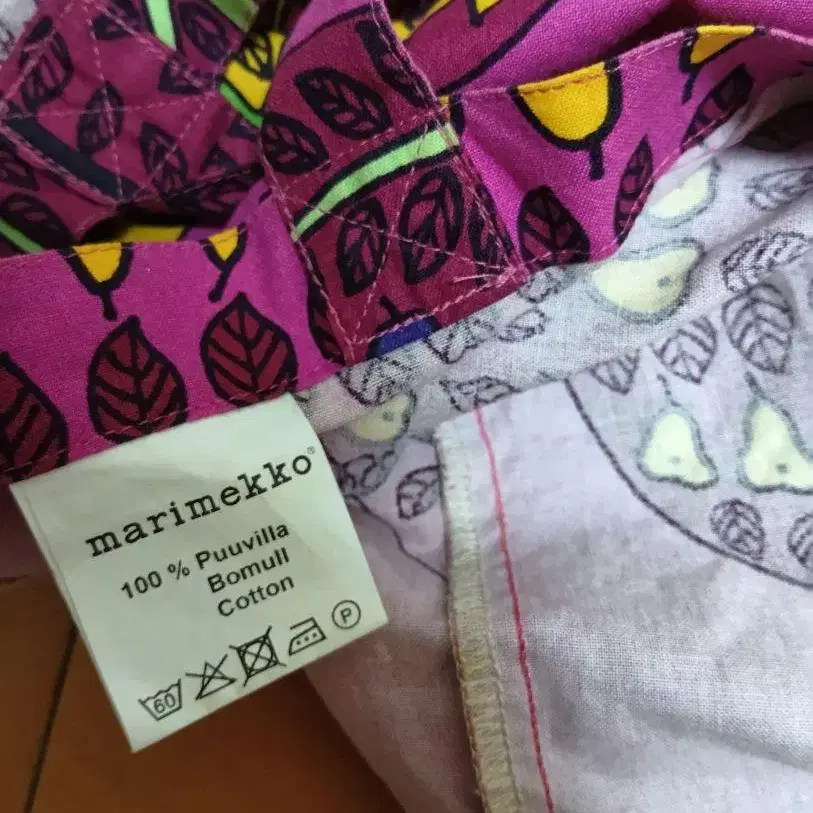 marimekko®
100 % Puuvilla
Bomull
Cotton
60 P